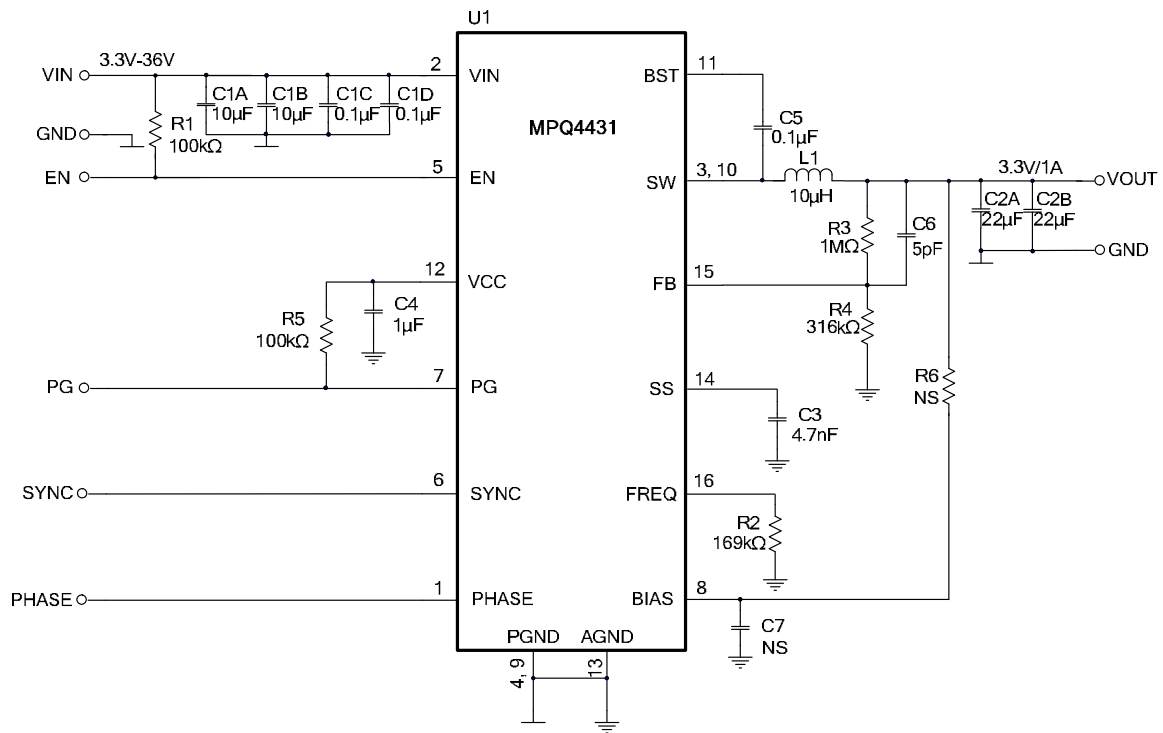 U1
3.3V-36V
VIN
2
VIN
C1A
10μF
C1B
10μF
C1C
0.1μF
C1D
0.1μF
GND
R1
100kΩ
EN
5
EN
MPQ4431
BST
11
C5
0.1μF
L1
10μH
SW
3, 10
3.3V/1A
VOUT
C2A
22μF
C2B
22μF
GND
R3
1MΩ
C6
5pF
FB
15
R4
316kΩ
12
VCC
C4
1μF
R5
100kΩ
PG
7
PG
SS
14
C3
4.7nF
R6
NS
SYNC
6
SYNC
FREQ
16
R2
169kΩ
PHASE
1
PHASE
BIAS
8
C7
NS
PGND
AGND
4, 9
13